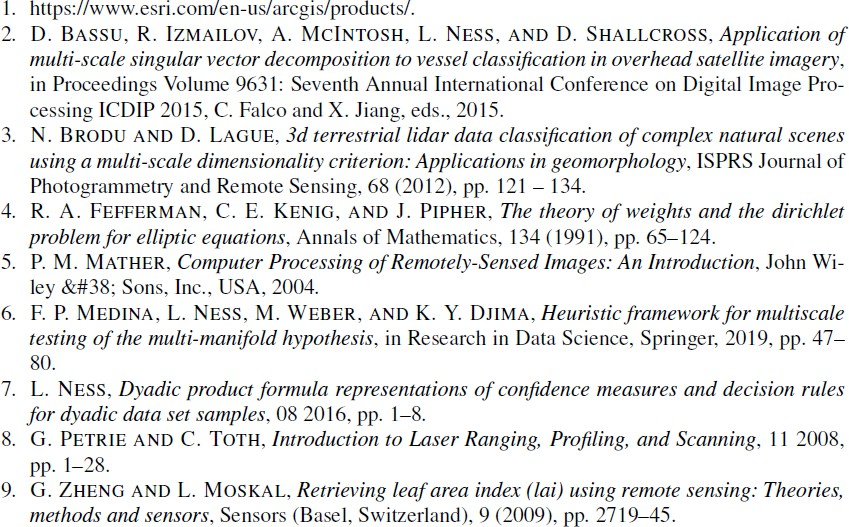 1. https://www.esri.com/en-us/arcgis/products/.
2. D. BASSU, R. IZMAILOV, A. MCINTOSH, L. NESS, AND D. SHALLCROSS, Application of
multi-scale singular vector decomposition to vessel classification in overhead satellite imagery,
in Proceedings Volume 9631: Seventh Annual International Conference on Digital Image Pro-
cessing ICDIP 2015, C. Falco and X. Jiang, eds., 2015.
3. N. BRODU AND D. LAGUE, 3d terrestrial lidar data classification of complex natural scenes
using a multi-scale dimensionality criterion: Applications in geomorphology, ISPRS Journal of
Photogrammetry and Remote Sensing, 68 (2012), pp. 121 – 134.
4. R. A. FEFFERMAN, C. E. KENIG, AND J. PIPHER, The theory of weights and the dirichlet
problem for elliptic equations, Annals of Mathematics, 134 (1991), pp. 65–124.
5. P. M. MATHER, Computer Processing of Remotely-Sensed Images: An Introduction, John Wi-
ley &#38; Sons, Inc., USA, 2004.
6. F. P. MEDINA, L. NESS, M. WEBER, AND K. Y. DJIMA, Heuristic framework for multiscale
testing of the multi-manifold hypothesis, in Research in Data Science, Springer, 2019, pp. 47–
80.
7. L. NESS, Dyadic product formula representations of confidence measures and decision rules
for dyadic data set samples, 08 2016, pp. 1–8.
8. G. PETRIE AND C. TOTH, Introduction to Laser Ranging, Profiling, and Scanning, 11 2008,
pp. 1–28.
9. G. ZHENG AND L. MOSKAL, Retrieving leaf area index (lai) using remote sensing: Theories,
methods and sensors, Sensors (Basel, Switzerland), 9 (2009), pp. 2719–45.